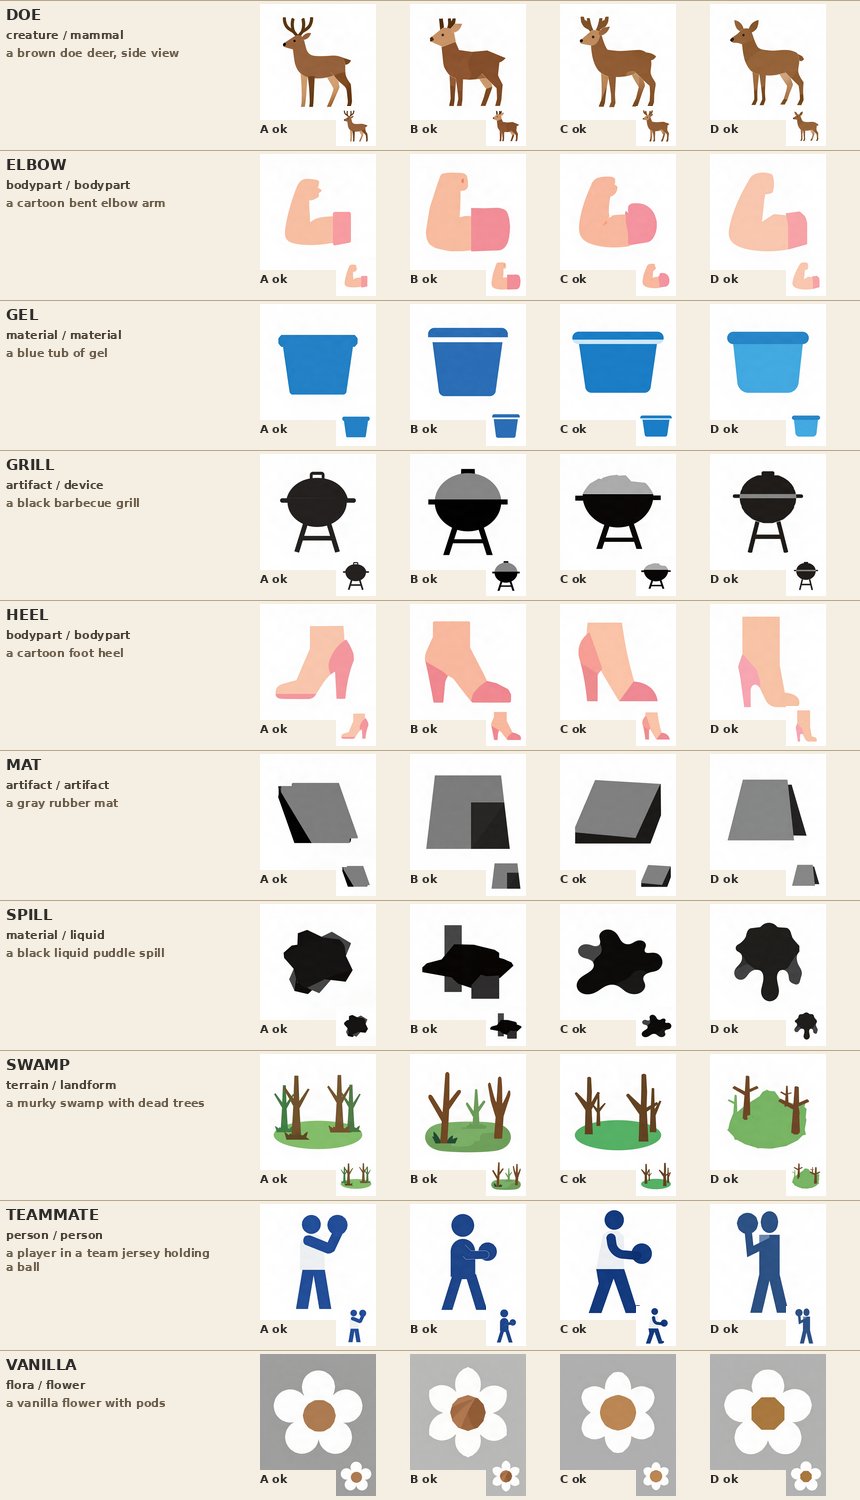 DOE
creature / mammal
a brown doe deer, side view
A ok B ok C ok D ok
ELBOW
bodypart / bodypart
a cartoon bent elbow arm
A ok B ok C ok D ok
GEL
material / material
a blue tub of gel
A ok B ok C ok D ok
GRILL
artifact / device
a black barbecue grill
A ok B ok C ok D ok
HEEL
bodypart / bodypart
a cartoon foot heel
A ok B ok C ok D ok
MAT
artifact / artifact
a gray rubber mat
A ok B ok C ok D ok
SPILL
material / liquid
a black liquid puddle spill
A ok B ok C ok D ok
SWAMP
terrain / landform
a murky swamp with dead trees
A ok B ok C ok D ok
TEAMMATE
person / person
a player in a team jersey holding
a ball
A ok B ok C ok D ok
VANILLA
flora / flower
a vanilla flower with pods
A ok B ok C ok D ok